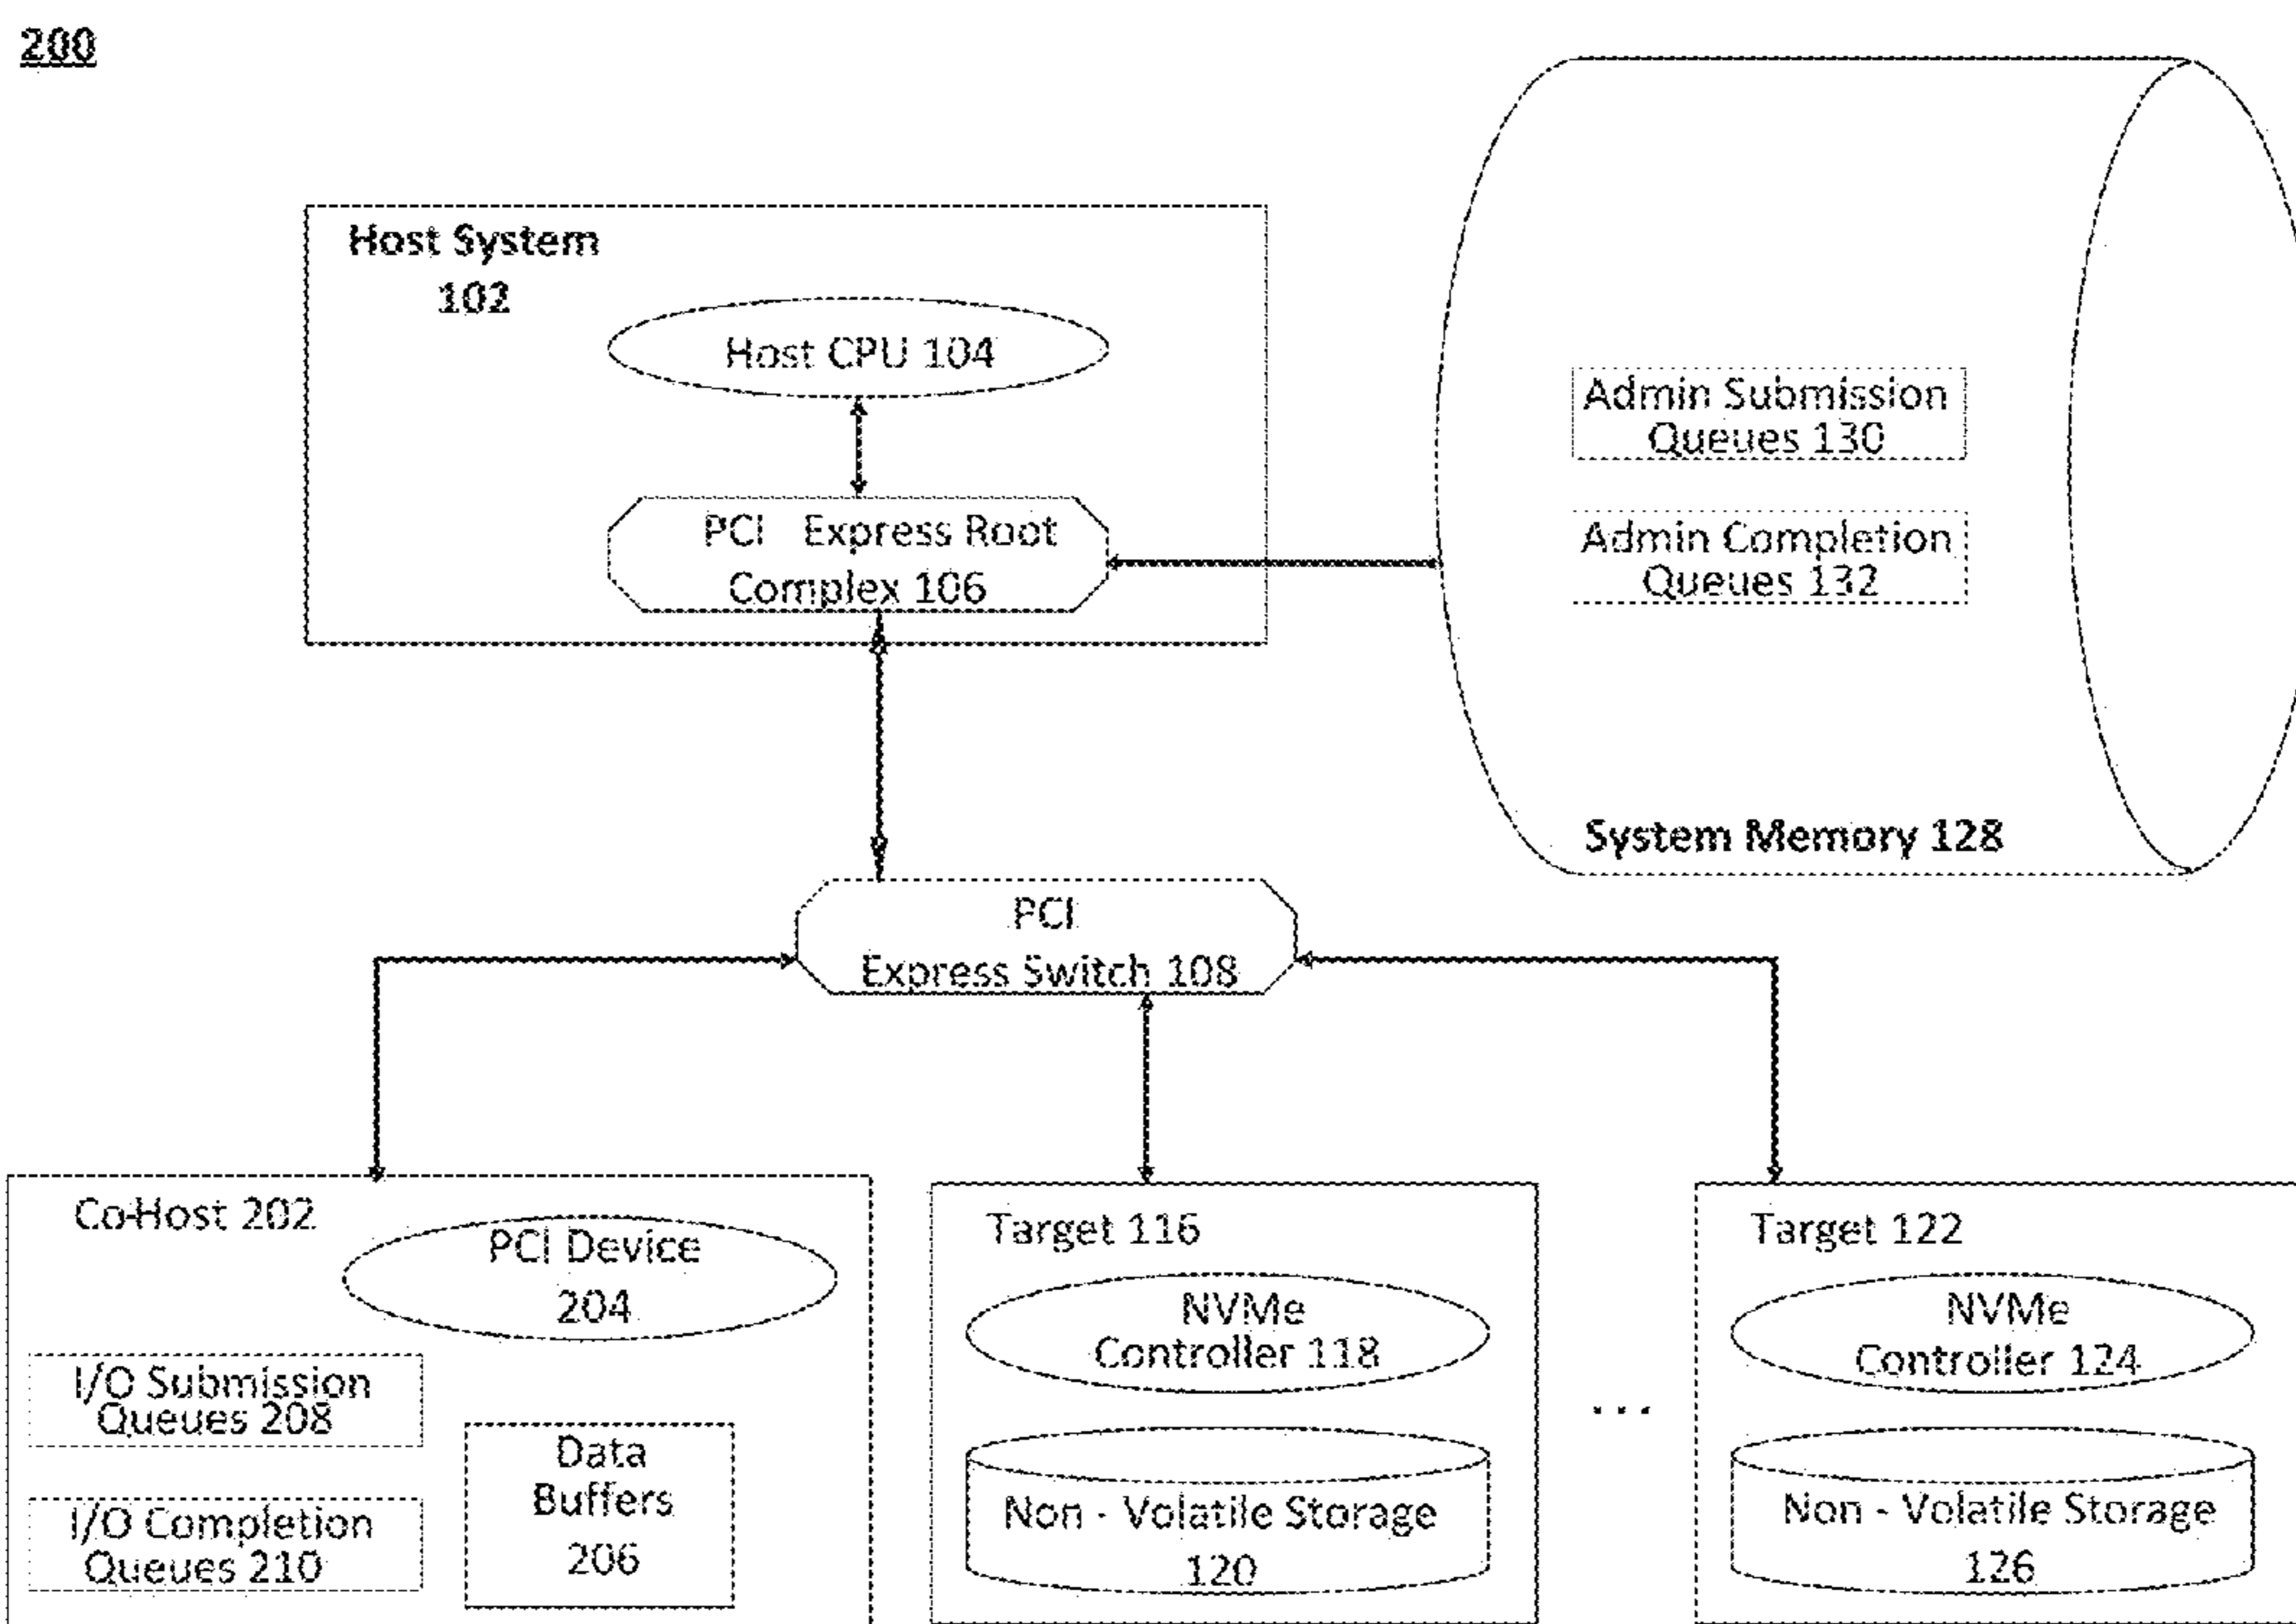 200
Host System
102
Host CPU 104
PCI Express Root
Complex 106
Admin Submission
Queues 130
Admin Completion
Queues 132
System Memory 128
PCI
Express Switch 108
Co-Host 202
PCI Device
204
I/O Submission
Queues 208
I/O Completion
Queues 210
Data
Buffers
206
Target 116
NVMe
Controller 118
Non - Volatile Storage
120
...
Target 122
NVMe
Controller 124
Non - Volatile Storage
126